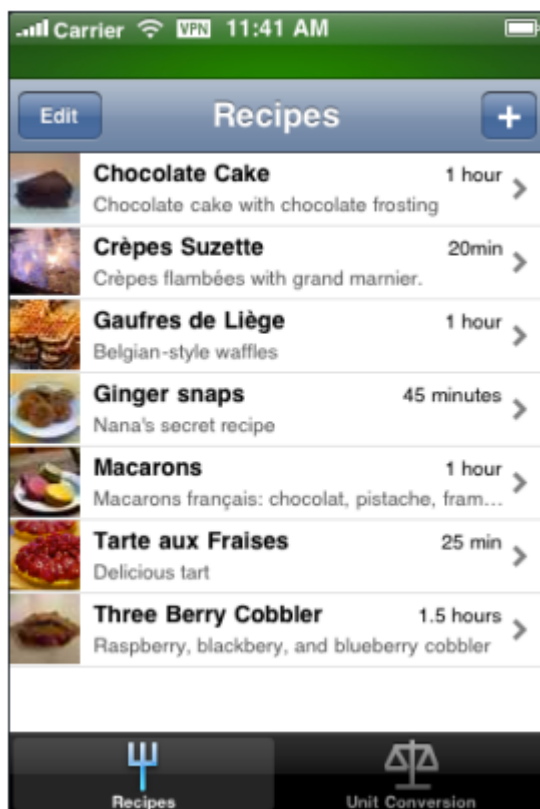 Carrier VPN 11:41 AM
Edit Recipes +
Chocolate Cake 1 hour
Chocolate cake with chocolate frosting
Crèpes Suzette 20min
Crèpes flambées with grand marnier.
Gaufres de Liège 1 hour
Belgian-style waffles
Ginger snaps 45 minutes
Nana's secret recipe
Macarons 1 hour
Macarons français: chocolat, pistache, fram...
Tarte aux Fraises 25 min
Delicious tart
Three Berry Cobbler 1.5 hours
Raspberry, blackbery, and blueberry cobbler
Recipes Unit Conversion